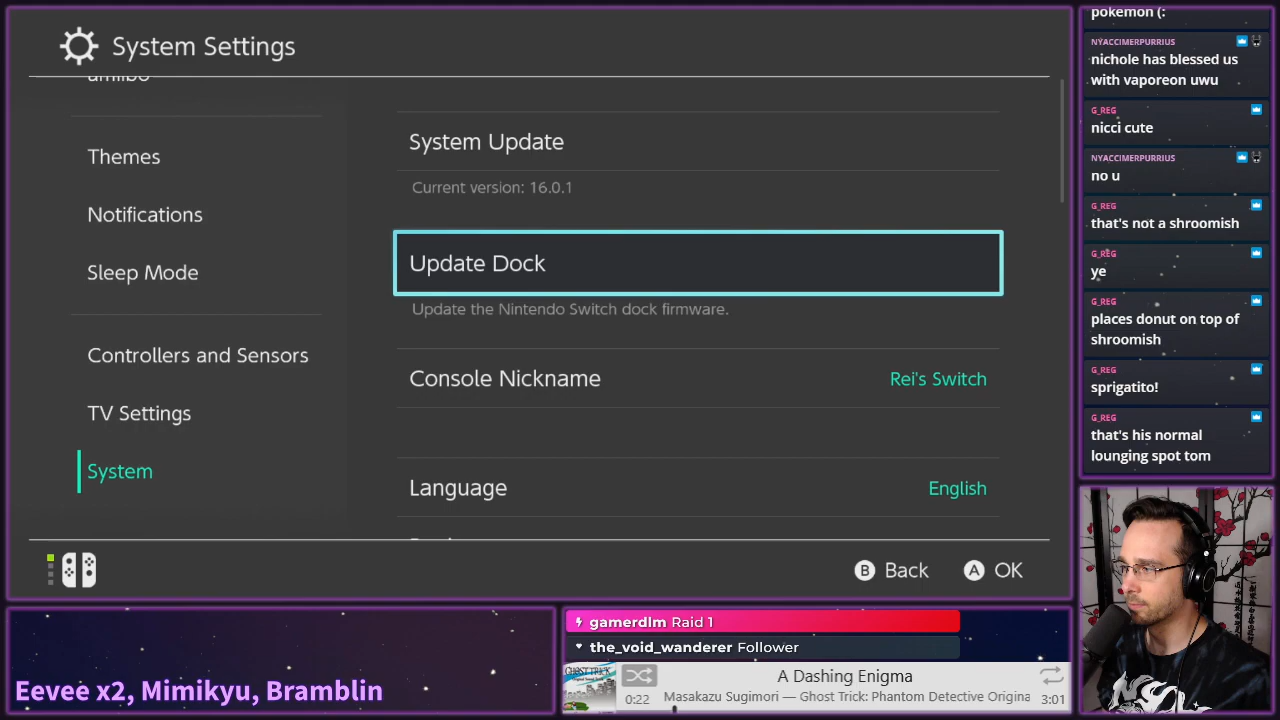 System Settings
amiibo
Themes
Notifications
Sleep Mode
Controllers and Sensors
TV Settings
System
System Update
Current version: 16.0.1
Update Dock
Update the Nintendo Switch dock firmware.
Console Nickname
Rei's Switch
Language
English
B Back
A OK
pokemon (:
NYACCIMERPURRIUS
nichole has blessed us
with vaporeon uwu
G_REG
nicci cute
NYACCIMERPURRIUS
no u
G_REG
that's not a shroomish
G_REG
ye
G_REG
places donut on top of
shroomish
G_REG
sprigatito!
G_REG
that's his normal
lounging spot tom
Eevee x2, Mimikyu, Bramblin
gamerdlm Raid 1
the_void_wanderer Follower
GHOST TRICK
A Dashing Enigma
0:22
Masakazu Sugimori — Ghost Trick: Phantom Detective Origina
3:01